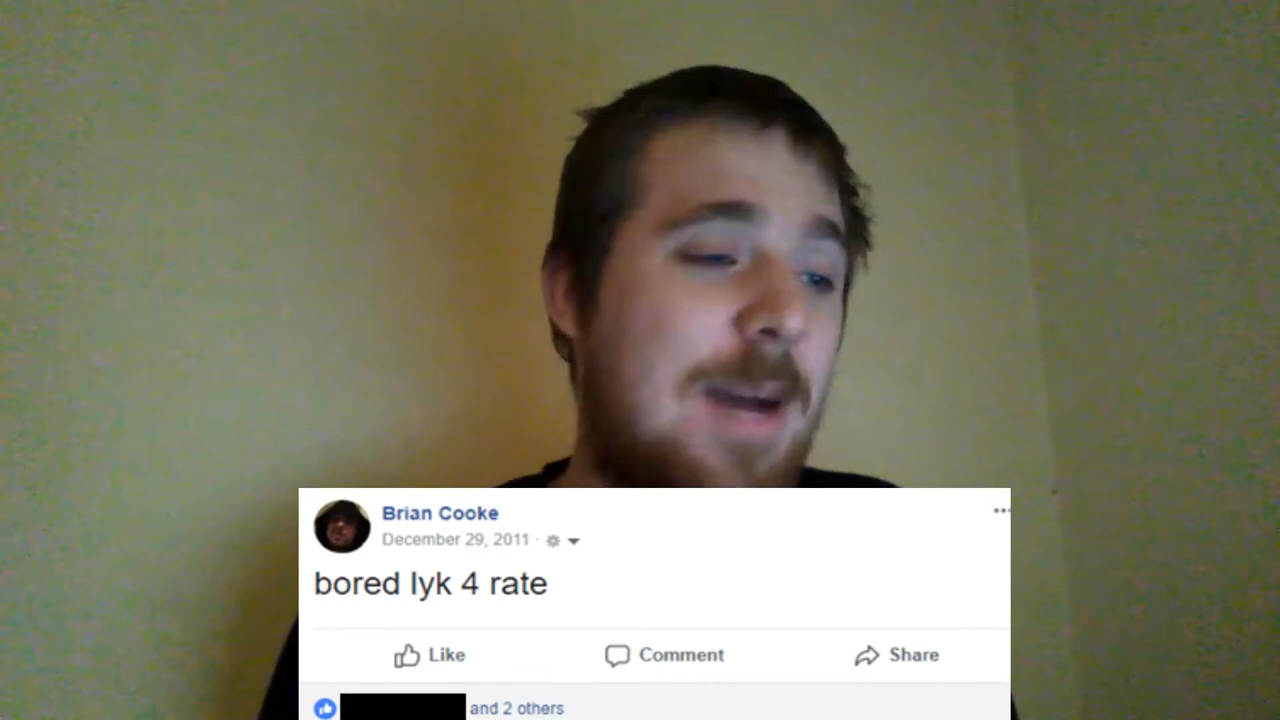 Brian Cooke
December 29, 2011 ·
bored lyk 4 rate
Like Comment Share
and 2 others